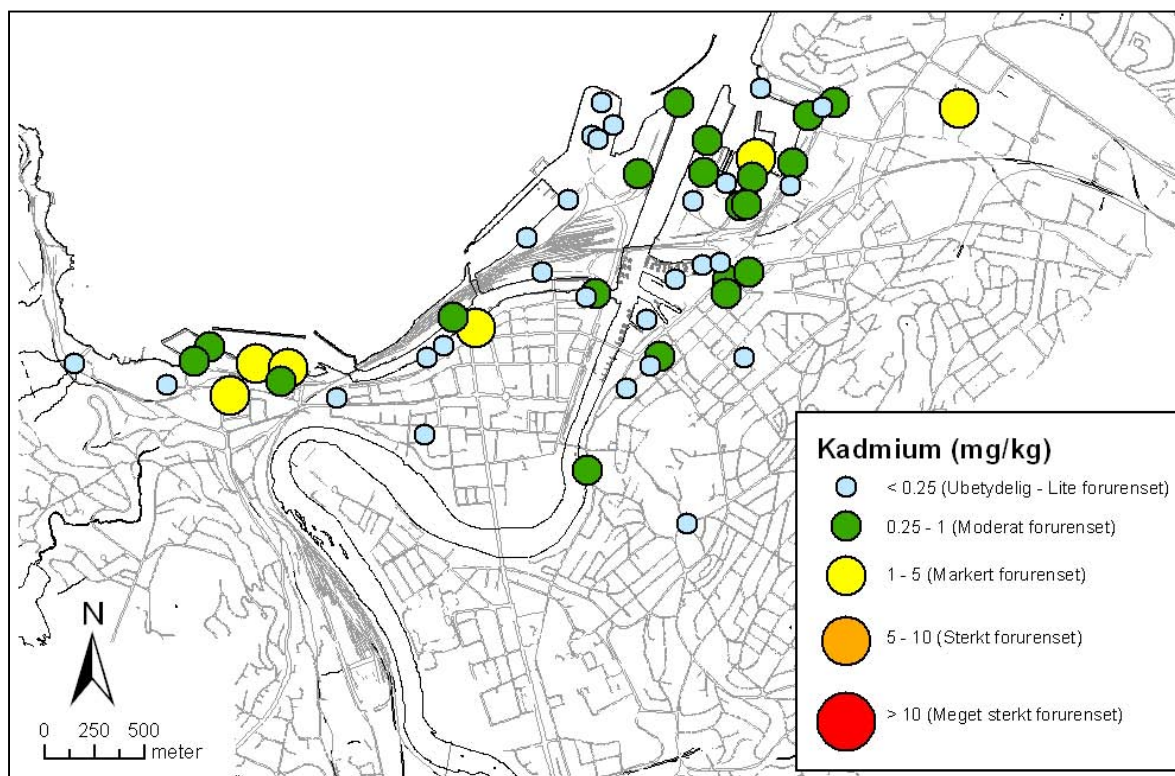 Kadmium (mg/kg)
< 0.25 (Ubetydelig - Lite forurenset)
0.25 - 1 (Moderat forurenset)
1 - 5 (Markert forurenset)
5 - 10 (Sterkt forurenset)
> 10 (Meget sterkt forurenset)
N
0 250 500
meter